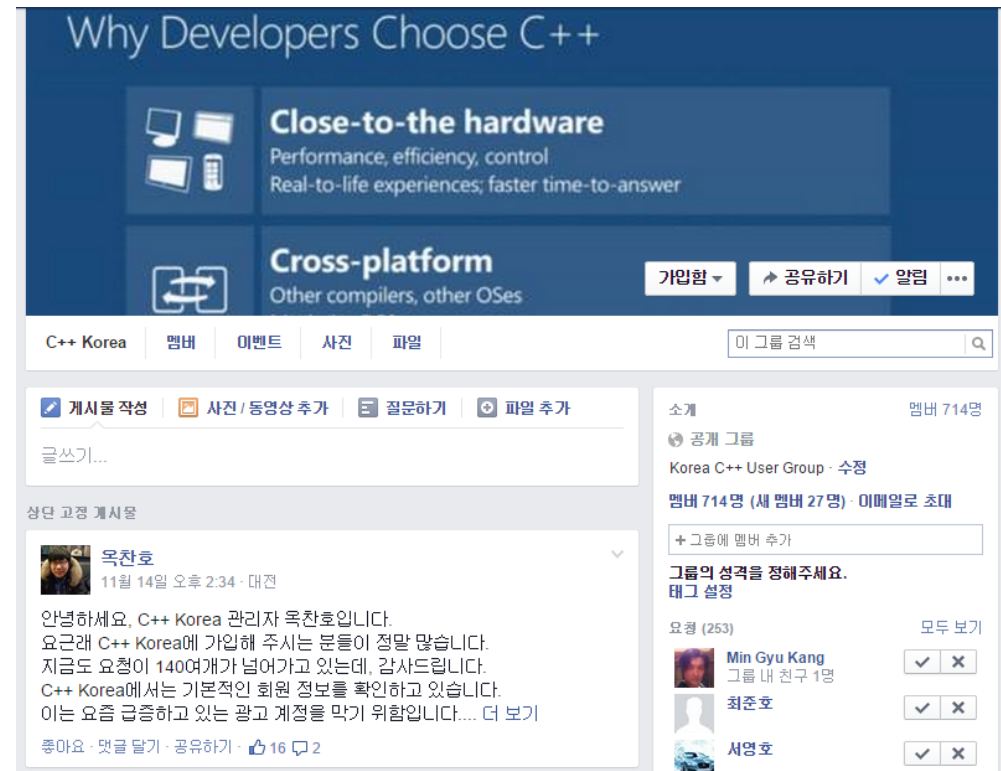 Why Developers Choose C++
Close-to-the hardware
Performance, efficiency, control
Real-to-life experiences; faster time-to-answer
Cross-platform
Other compilers, other OSes
가입함
공유하기
알림
C++ Korea
멤버
이벤트
사진
파일
이 그룹 검색
게시물 작성
사진 / 동영상 추가
질문하기
파일 추가
글쓰기...
상단 고정 게시물
옥찬호
11월 14일 오후 2:34 · 대전
안녕하세요, C++ Korea 관리자 옥찬호입니다.
요근래 C++ Korea에 가입해 주시는 분들이 정말 많습니다.
지금도 요청이 140여개가 넘어가고 있는데, 감사드립니다.
C++ Korea에서는 기본적인 회원 정보를 확인하고 있습니다.
이는 요즘 급증하고 있는 광고 계정을 막기 위함입니다.... 더 보기
좋아요 · 댓글 달기 · 공유하기 · 16 2
소개 멤버 714명
공개 그룹
Korea C++ User Group · 수정
멤버 714명 (새 멤버 27명) · 이메일로 초대
+ 그룹에 멤버 추가
그룹의 성격을 정해주세요.
태그 설정
요청 (253) 모두 보기
Min Gyu Kang
그룹 내 친구 1명
최준호
서영호